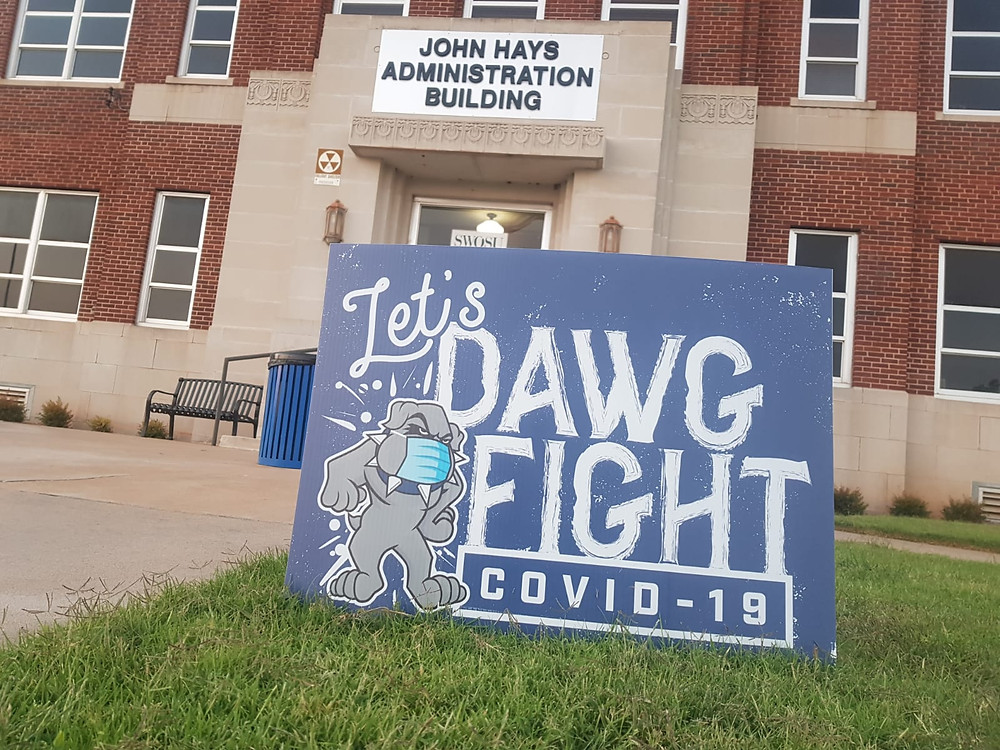 JOHN HAYS
ADMINISTRATION
BUILDING
SWOSU
Let's
DAWG
FIGHT
COVID-19